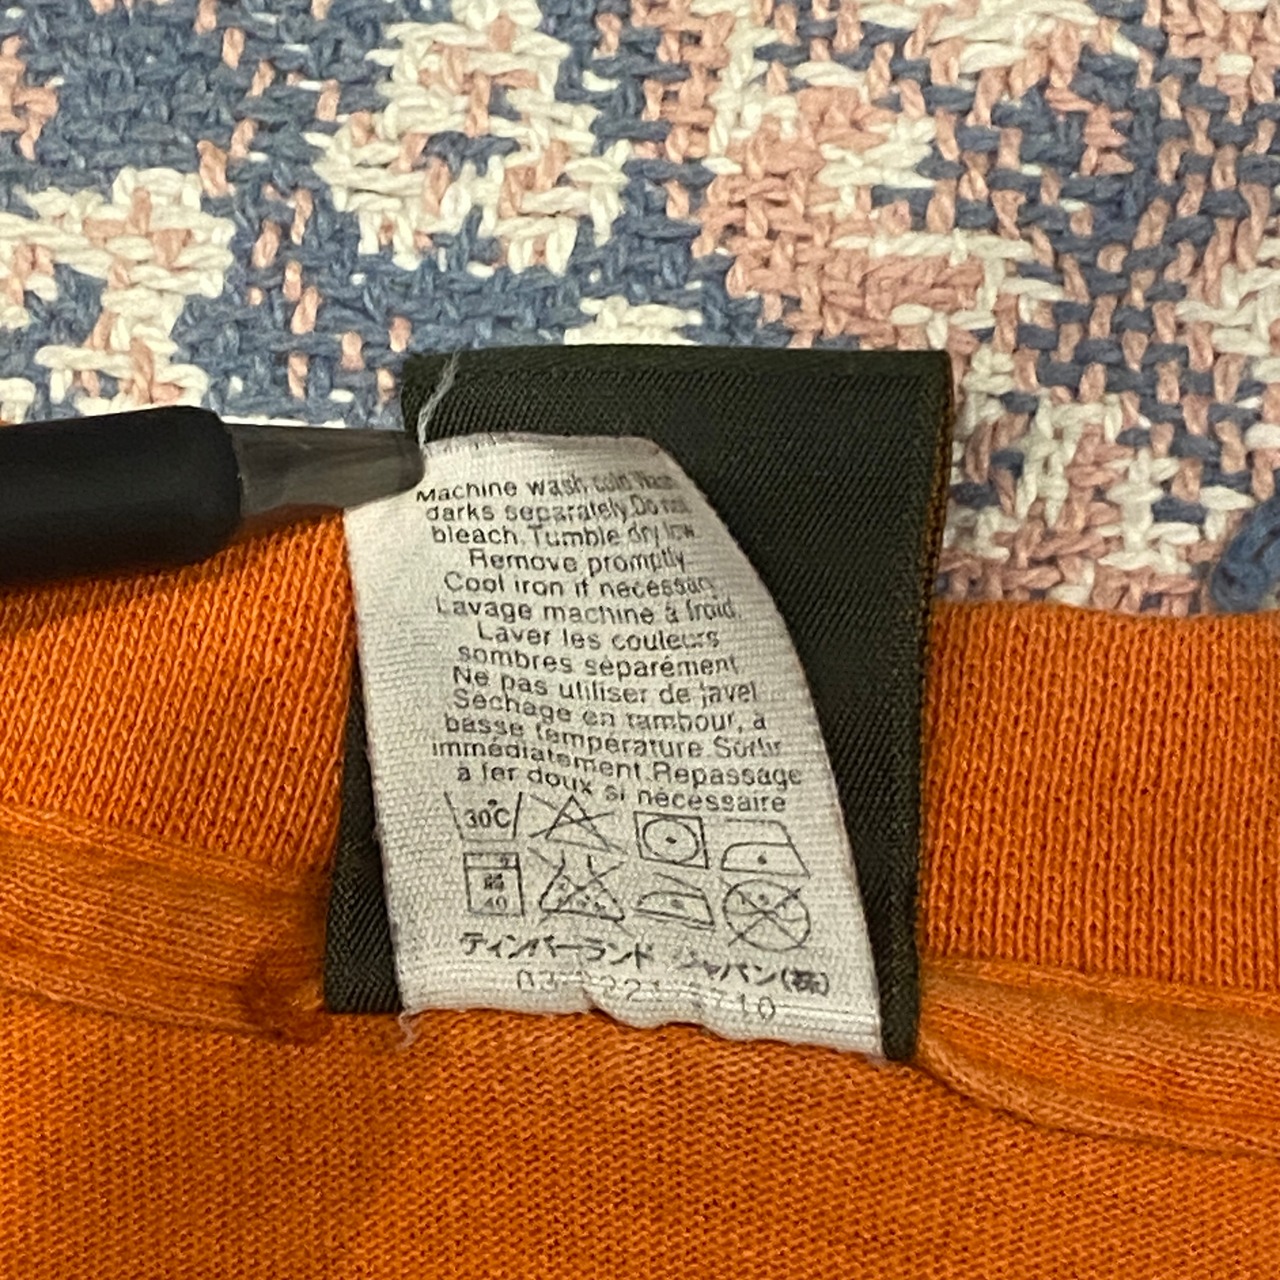 Machine wash cold Wash
darks separately.Do not
bleach.Tumble dry low.
Remove promptly
Cool iron if necessary
Lavage machine à froid.
Laver les couleurs
sombres séparément
Ne pas utiliser de javel
Séchage en tambour, à
basse température Sortir
immédiatement.Repassage
à fer doux si nécessaire
30°C
40
ティンバーランド ジャパン(株)